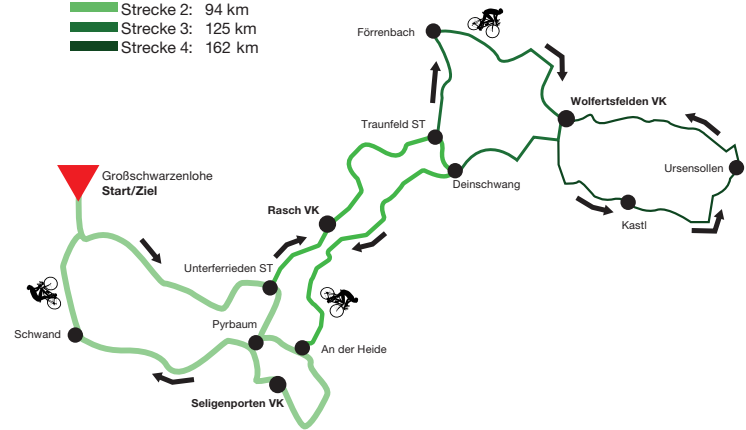 Strecke 2: 94 km
Strecke 3: 125 km
Strecke 4: 162 km
Förrenbach
Wolfertsfelden VK
Traunfeld ST
Ursensollen
Großschwarzenlohe
Start/Ziel
Deinschwang
Rasch VK
Kastl
Unterferrieden ST
Pyrbaum
Schwand
An der Heide
Seligenporten VK